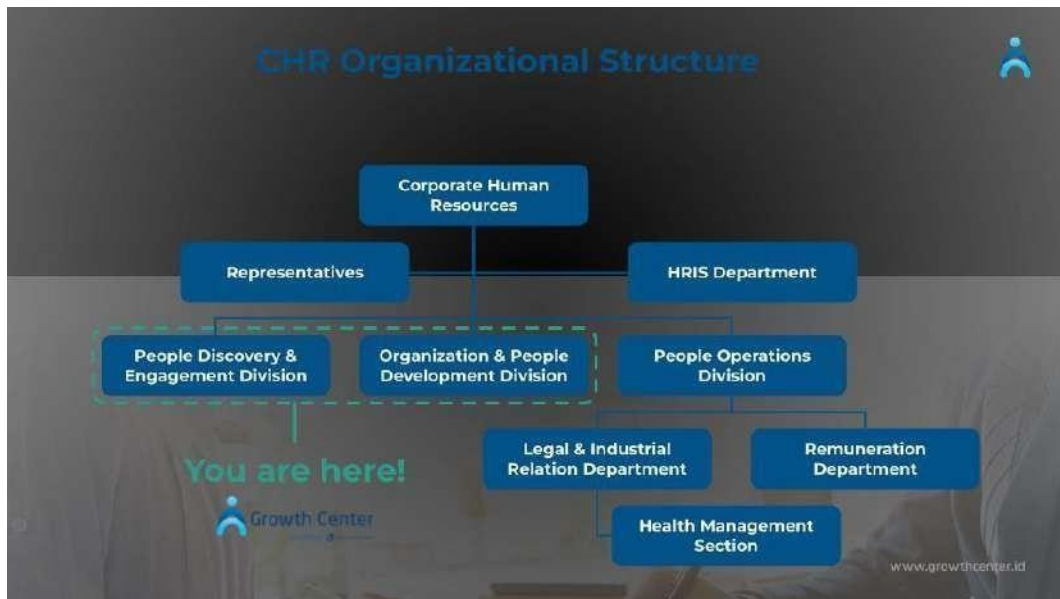 CHR Organizational Structure
Corporate Human
Resources
Representatives
HRIS Department
People Discovery &
Engagement Division
Organization & People
Development Division
People Operations
Division
Legal & Industrial
Relation Department
Remuneration
Department
You are here!
Growth Center
Health Management
Section
www.growthcenter.id